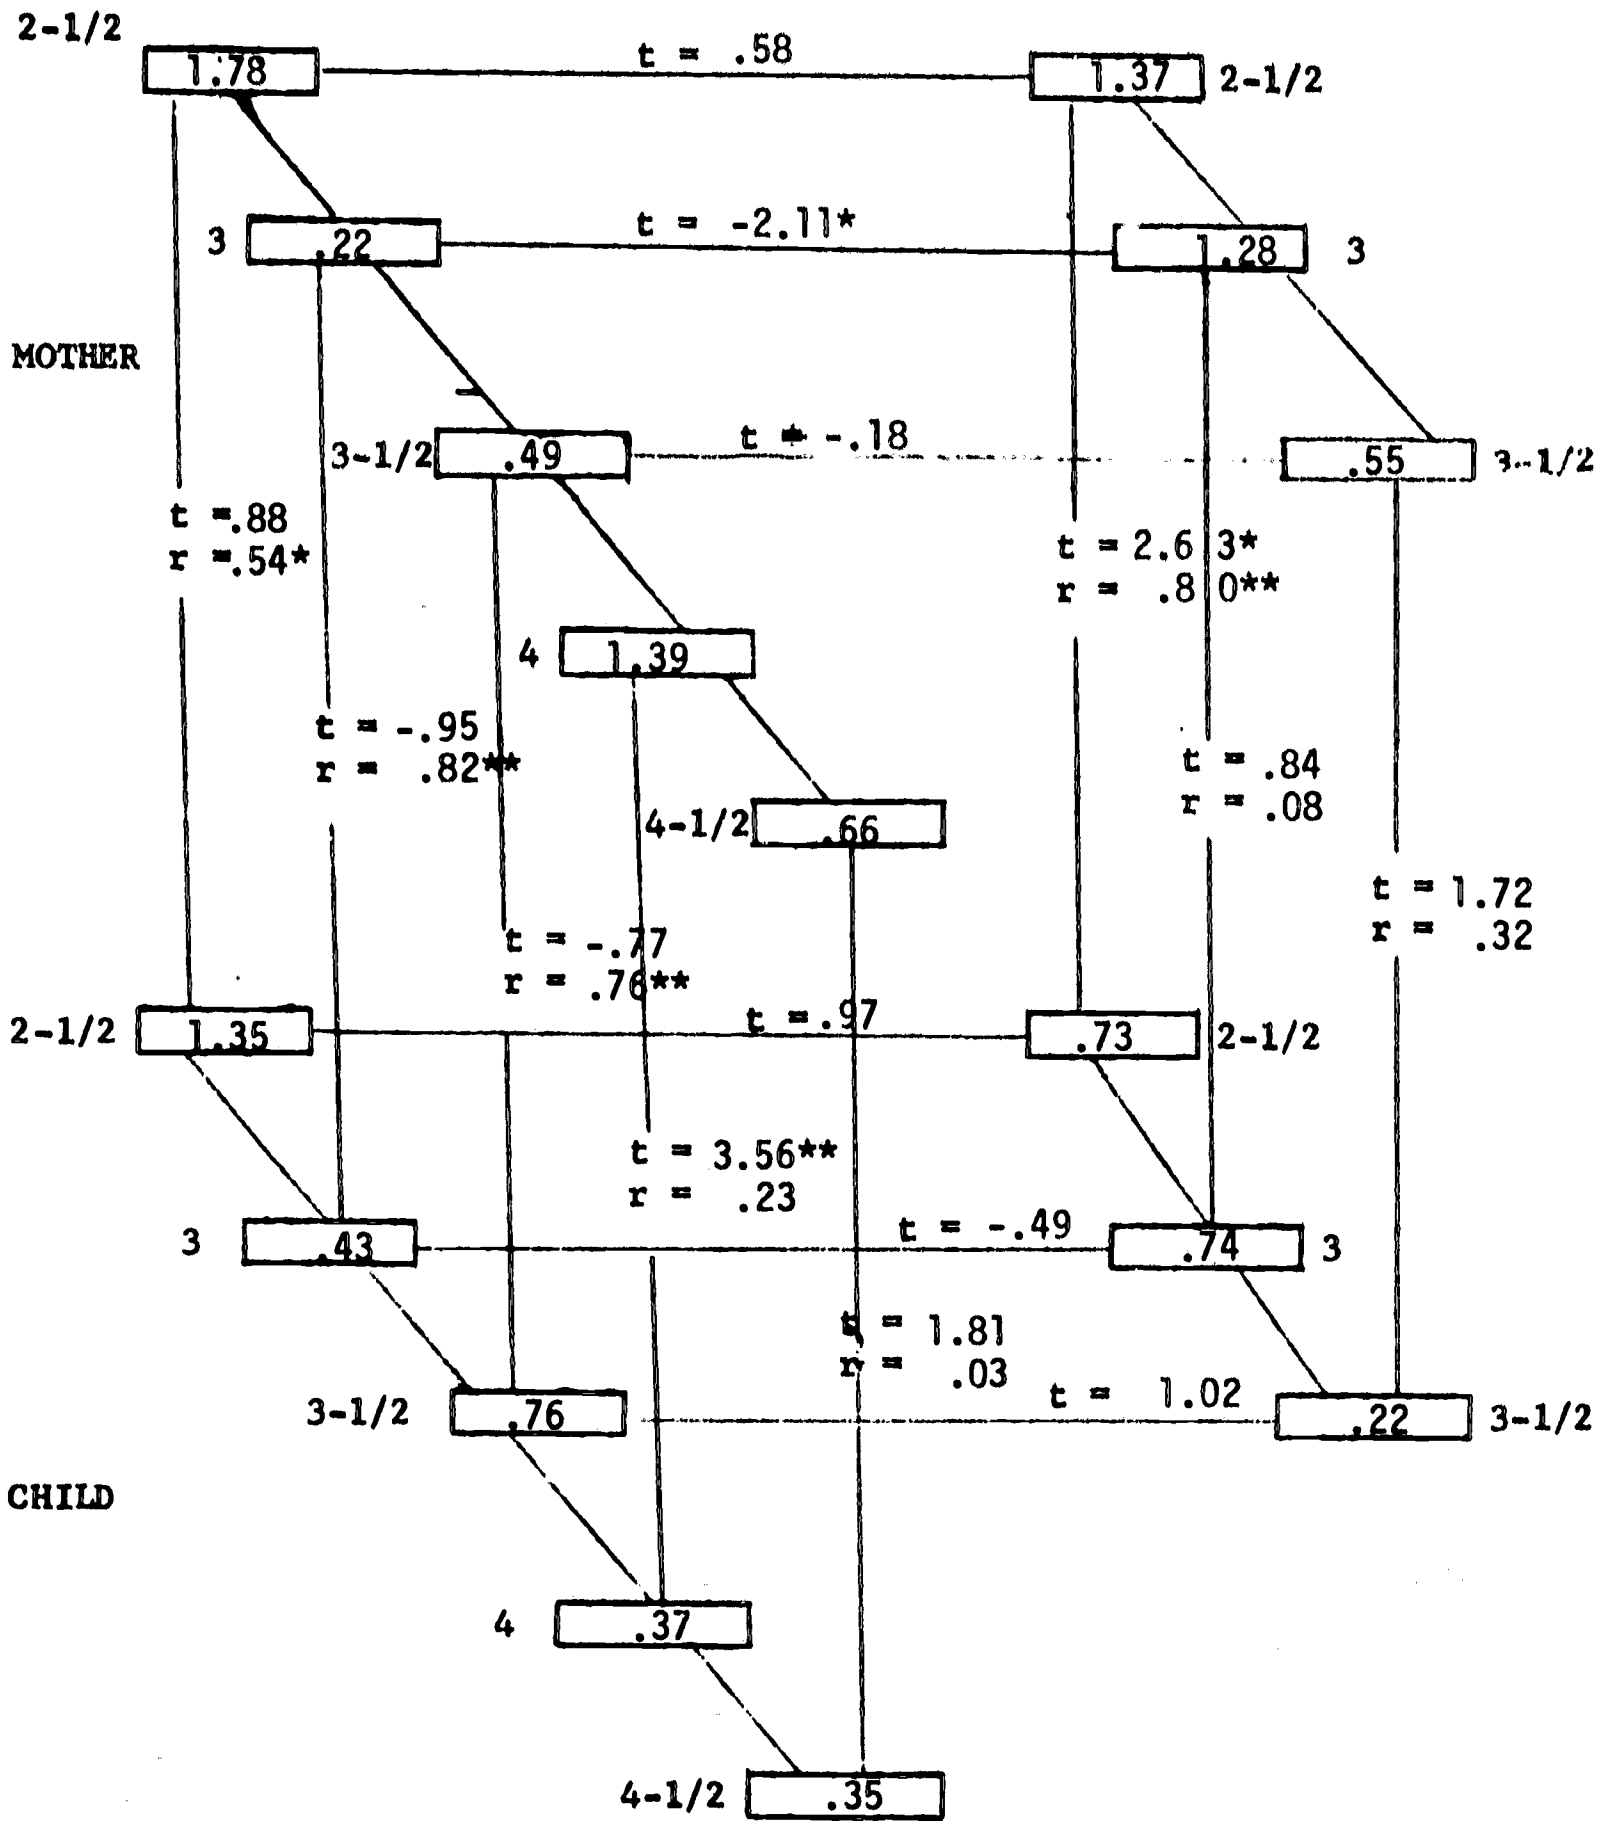 2-1/2
1.78
t = .58
1.37
2-1/2
3
.22
t = -2.11*
1.28
3
MOTHER
3-1/2
.49
t = -.18
.55
3-1/2
t =.88
r =.54*
t = 2.63*
r = .80**
4
1.39
t = -.95
r = .82**
t = .84
r = .08
4-1/2
.66
t = 1.72
r = .32
t = -.77
r = .76**
2-1/2
1.35
t =.97
.73
2-1/2
t = 3.56**
r = .23
3
.43
t = -.49
.74
3
t = 1.81
r = .03
3-1/2
.76
t = 1.02
.22
3-1/2
CHILD
4
.37
4-1/2
.35